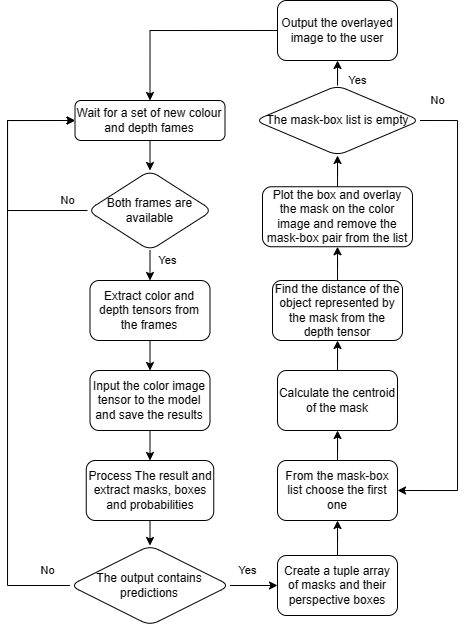 Output the overlayed
image to the user
Yes
No
Wait for a set of new colour
and depth fames
The mask-box list is empty
No
Both frames are
available
Yes
Plot the box and overlay
the mask on the color
image and remove the
mask-box pair from the list
Extract color and
depth tensors from
the frames
Find the distance of the
object represented by
the mask from the
depth tensor
Input the color image
tensor to the model
and save the results
Calculate the centroid
of the mask
Process The result and
extract masks, boxes
and probabilities
From the mask-box
list choose the first
one
No
The output contains
predictions
Yes
Create a tuple array
of masks and their
perspective boxes